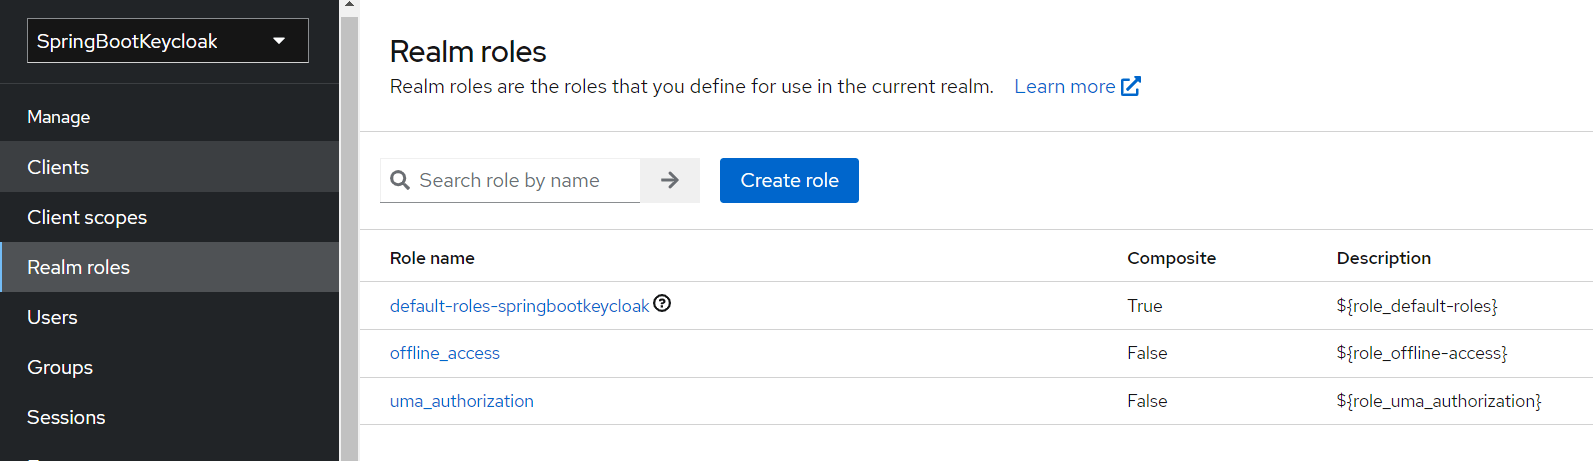 SpringBootKeycloak
Manage
Clients
Client scopes
Realm roles
Users
Groups
Sessions
Realm roles
Realm roles are the roles that you define for use in the current realm. Learn more
Search role by name
Create role
Role name Composite Description
default-roles-springbootkeycloak True ${role_default-roles}
offline_access False ${role_offline-access}
uma_authorization False ${role_uma_authorization}